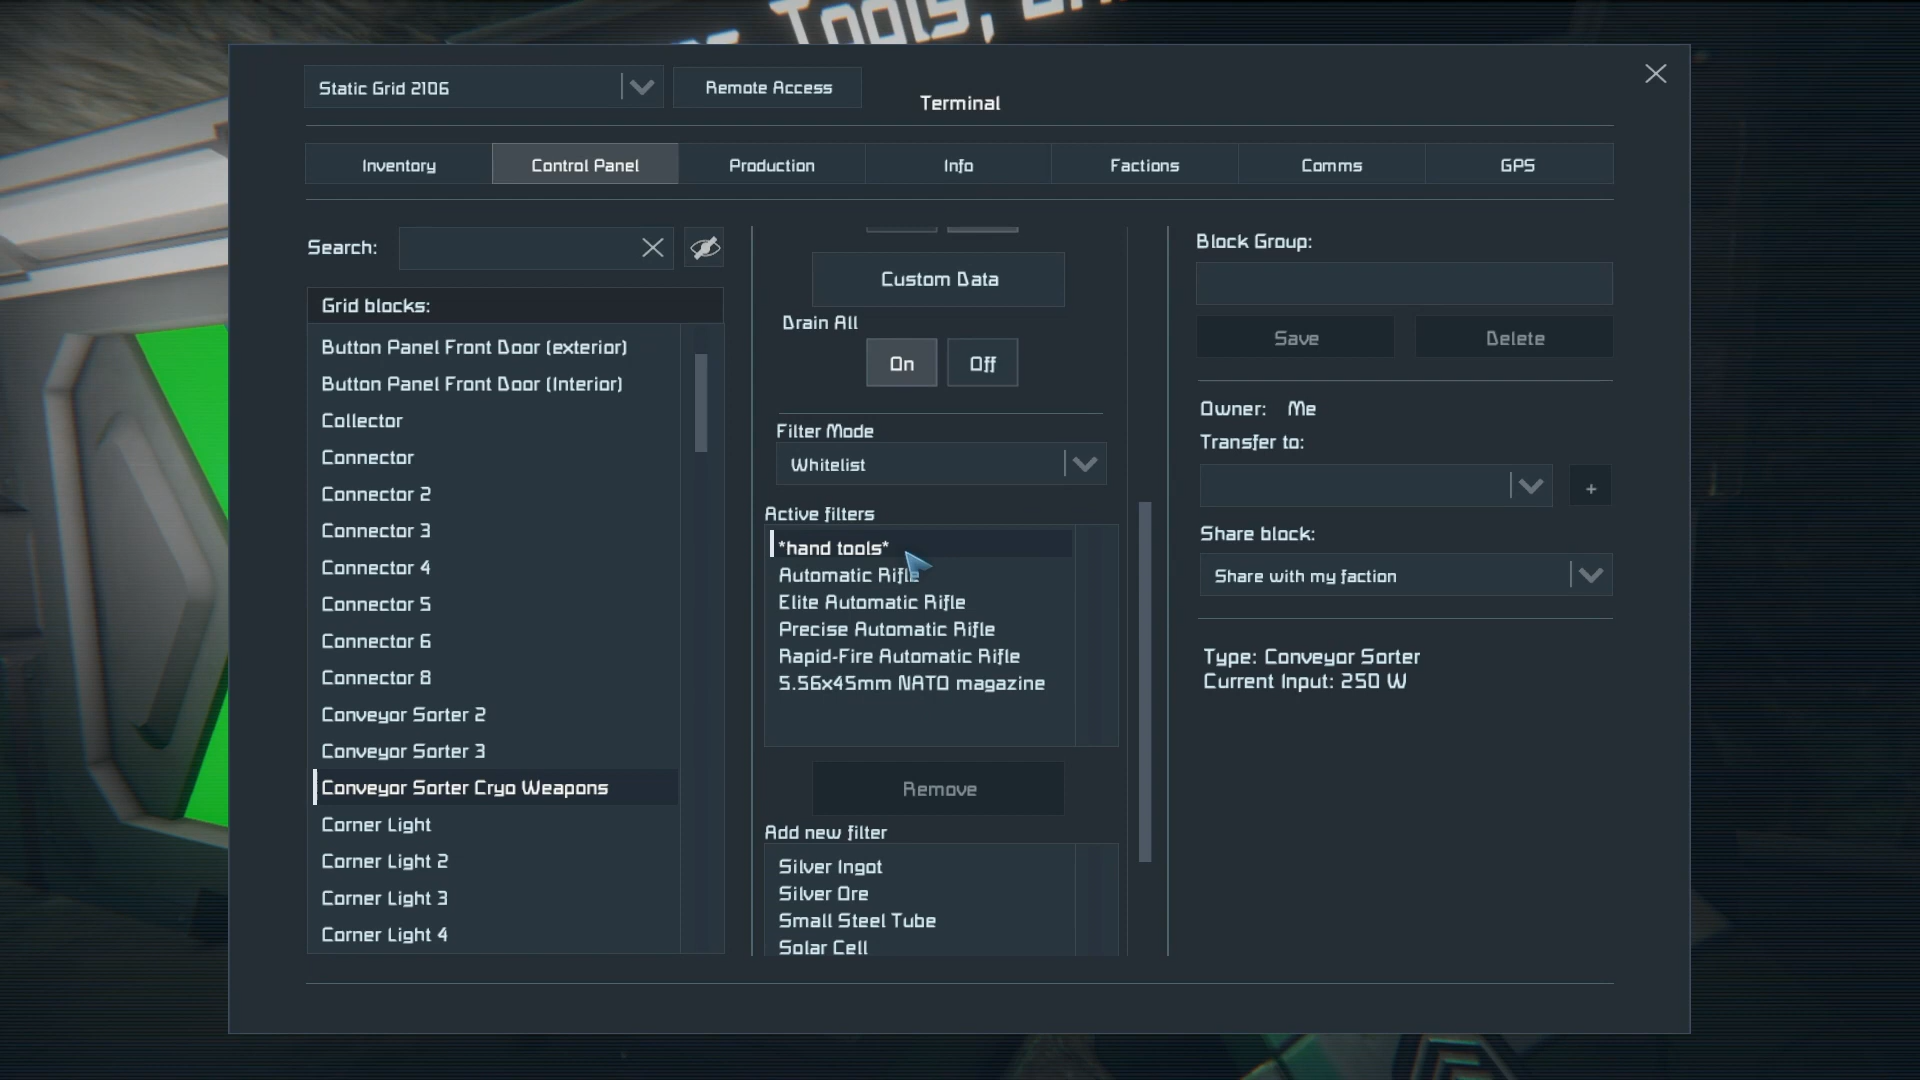 Tools,
Static Grid 2106
Remote Access
Terminal
Inventory
Control Panel
Production
Info
Factions
Comms
GPS
Search:
Grid blocks:
Button Panel Front Door (exterior)
Button Panel Front Door (Interior)
Collector
Connector
Connector 2
Connector 3
Connector 4
Connector 5
Connector 6
Connector 8
Conveyor Sorter 2
Conveyor Sorter 3
Conveyor Sorter Cryo Weapons
Corner Light
Corner Light 2
Corner Light 3
Corner Light 4
Custom Data
Drain All
On
Off
Filter Mode
Whitelist
Active filters
*hand tools*
Automatic Rifle
Elite Automatic Rifle
Precise Automatic Rifle
Rapid-Fire Automatic Rifle
5.56x45mm NATO magazine
Remove
Add new filter
Silver Ingot
Silver Ore
Small Steel Tube
Solar Cell
Block Group:
Save
Delete
Owner: Me
Transfer to:
+
Share block:
Share with my faction
Type: Conveyor Sorter
Current Input: 250 W